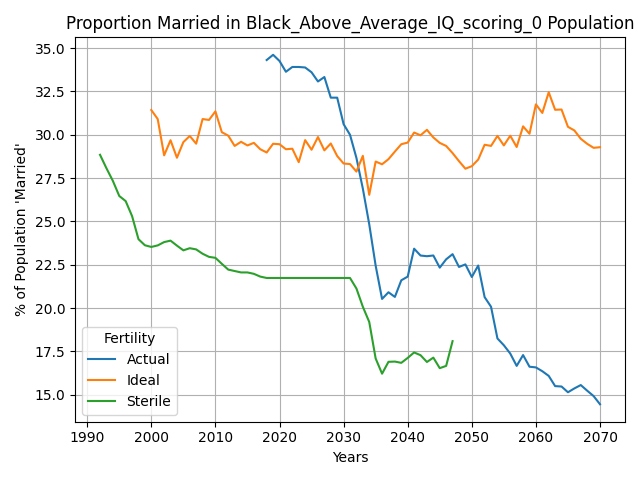 Proportion Married in Black_Above_Average_IQ_scoring_0 Population
% of Population 'Married'
35.0
32.5
30.0
27.5
25.0
22.5
20.0
17.5
15.0
Fertility
Actual
Ideal
Sterile
1990 2000 2010 2020 2030 2040 2050 2060 2070
Years